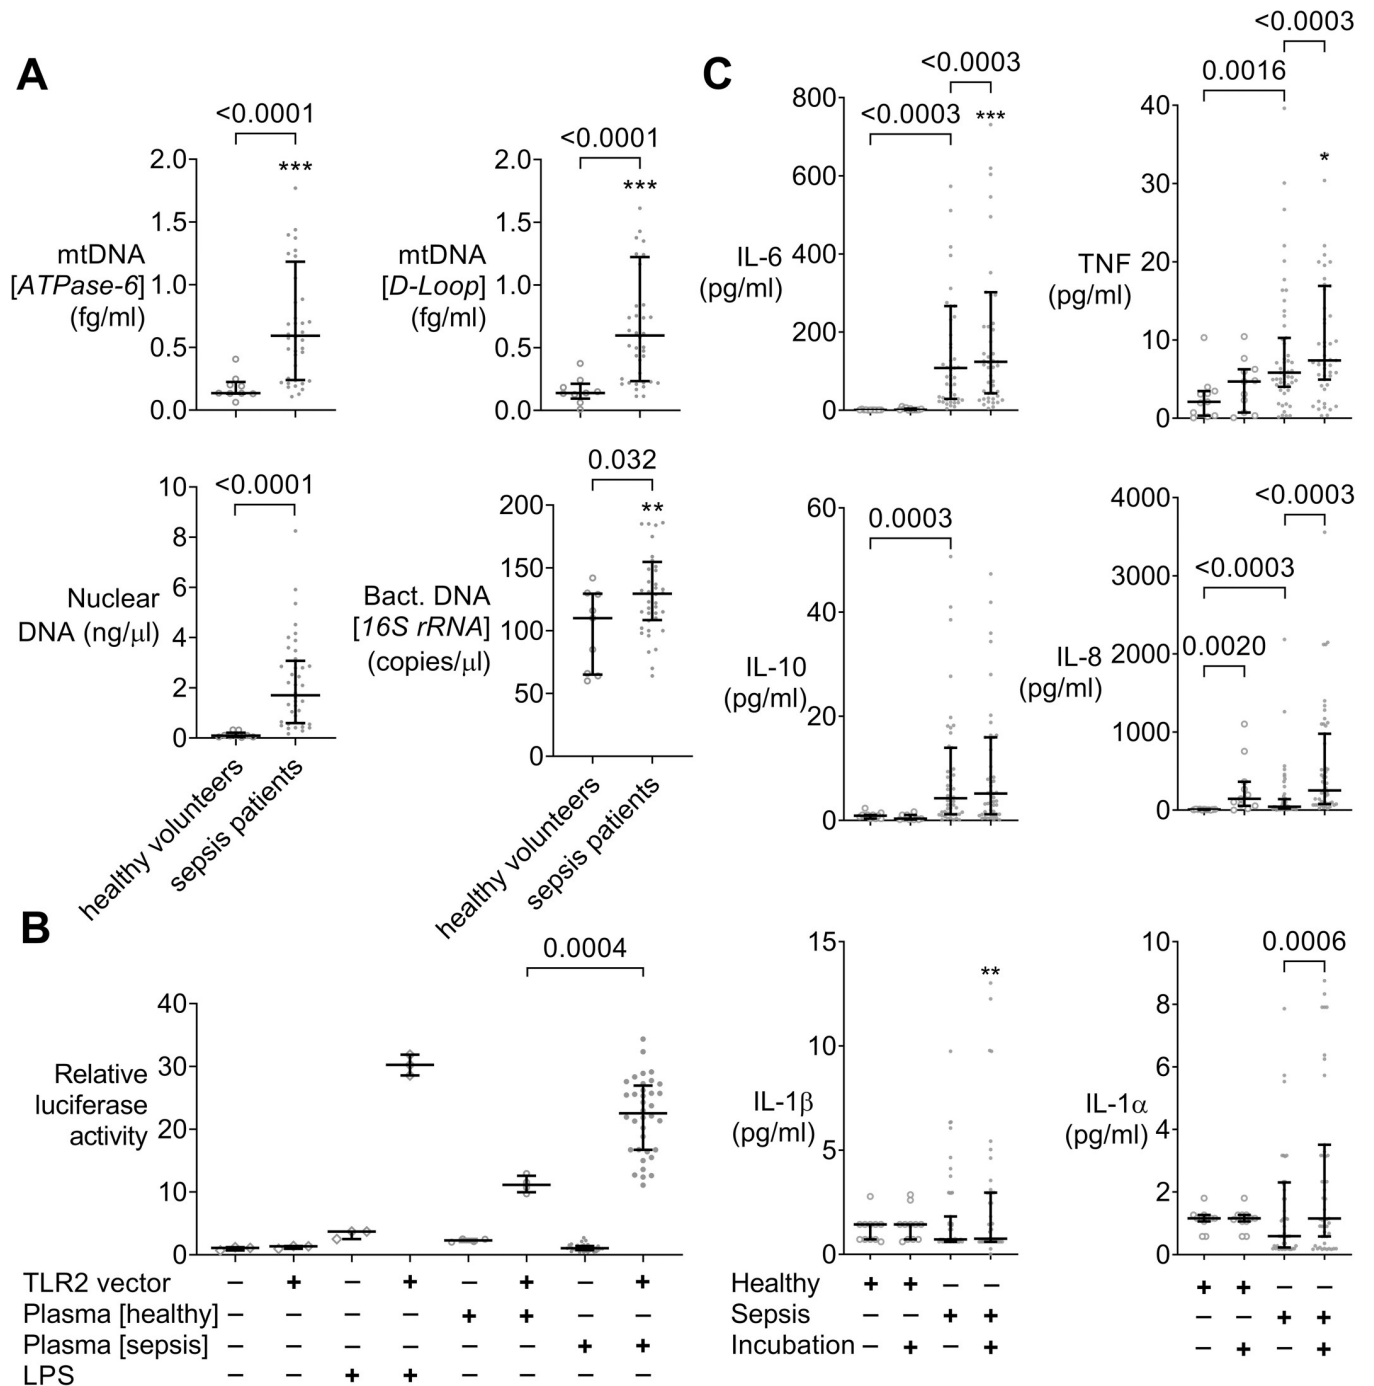 A
<0.0001
***
2.0
1.5
1.0
0.5
0.0
mtDNA
[ATPase-6]
(fg/ml)
<0.0001
***
2.0
1.5
1.0
0.5
0.0
mtDNA
[D-Loop]
(fg/ml)
<0.0001
10
8
6
4
2
0
Nuclear
DNA (ng/µl)
healthy volunteers
sepsis patients
0.032
**
200
150
100
50
0
Bact. DNA
[16S rRNA]
(copies/µl)
healthy volunteers
sepsis patients
B
0.0004
40
30
20
10
0
Relative
luciferase
activity
TLR2 vector − + − + − + − +
Plasma [healthy] − − − − + + − −
Plasma [sepsis] − − − − − − + +
LPS − − + + − − − −
C
<0.0003
<0.0003
***
800
600
400
200
0
IL-6
(pg/ml)
<0.0003
0.0016
*
40
30
20
10
0
TNF
(pg/ml)
0.0003
60
40
20
0
IL-10
(pg/ml)
<0.0003
<0.0003
0.0020
4000
3000
2000
1000
0
IL-8
(pg/ml)
**
15
10
5
0
IL-1β
(pg/ml)
0.0006
10
8
6
4
2
0
IL-1α
(pg/ml)
Healthy + + − − + + − −
Sepsis − − + + − − + +
Incubation − + − + − + − +